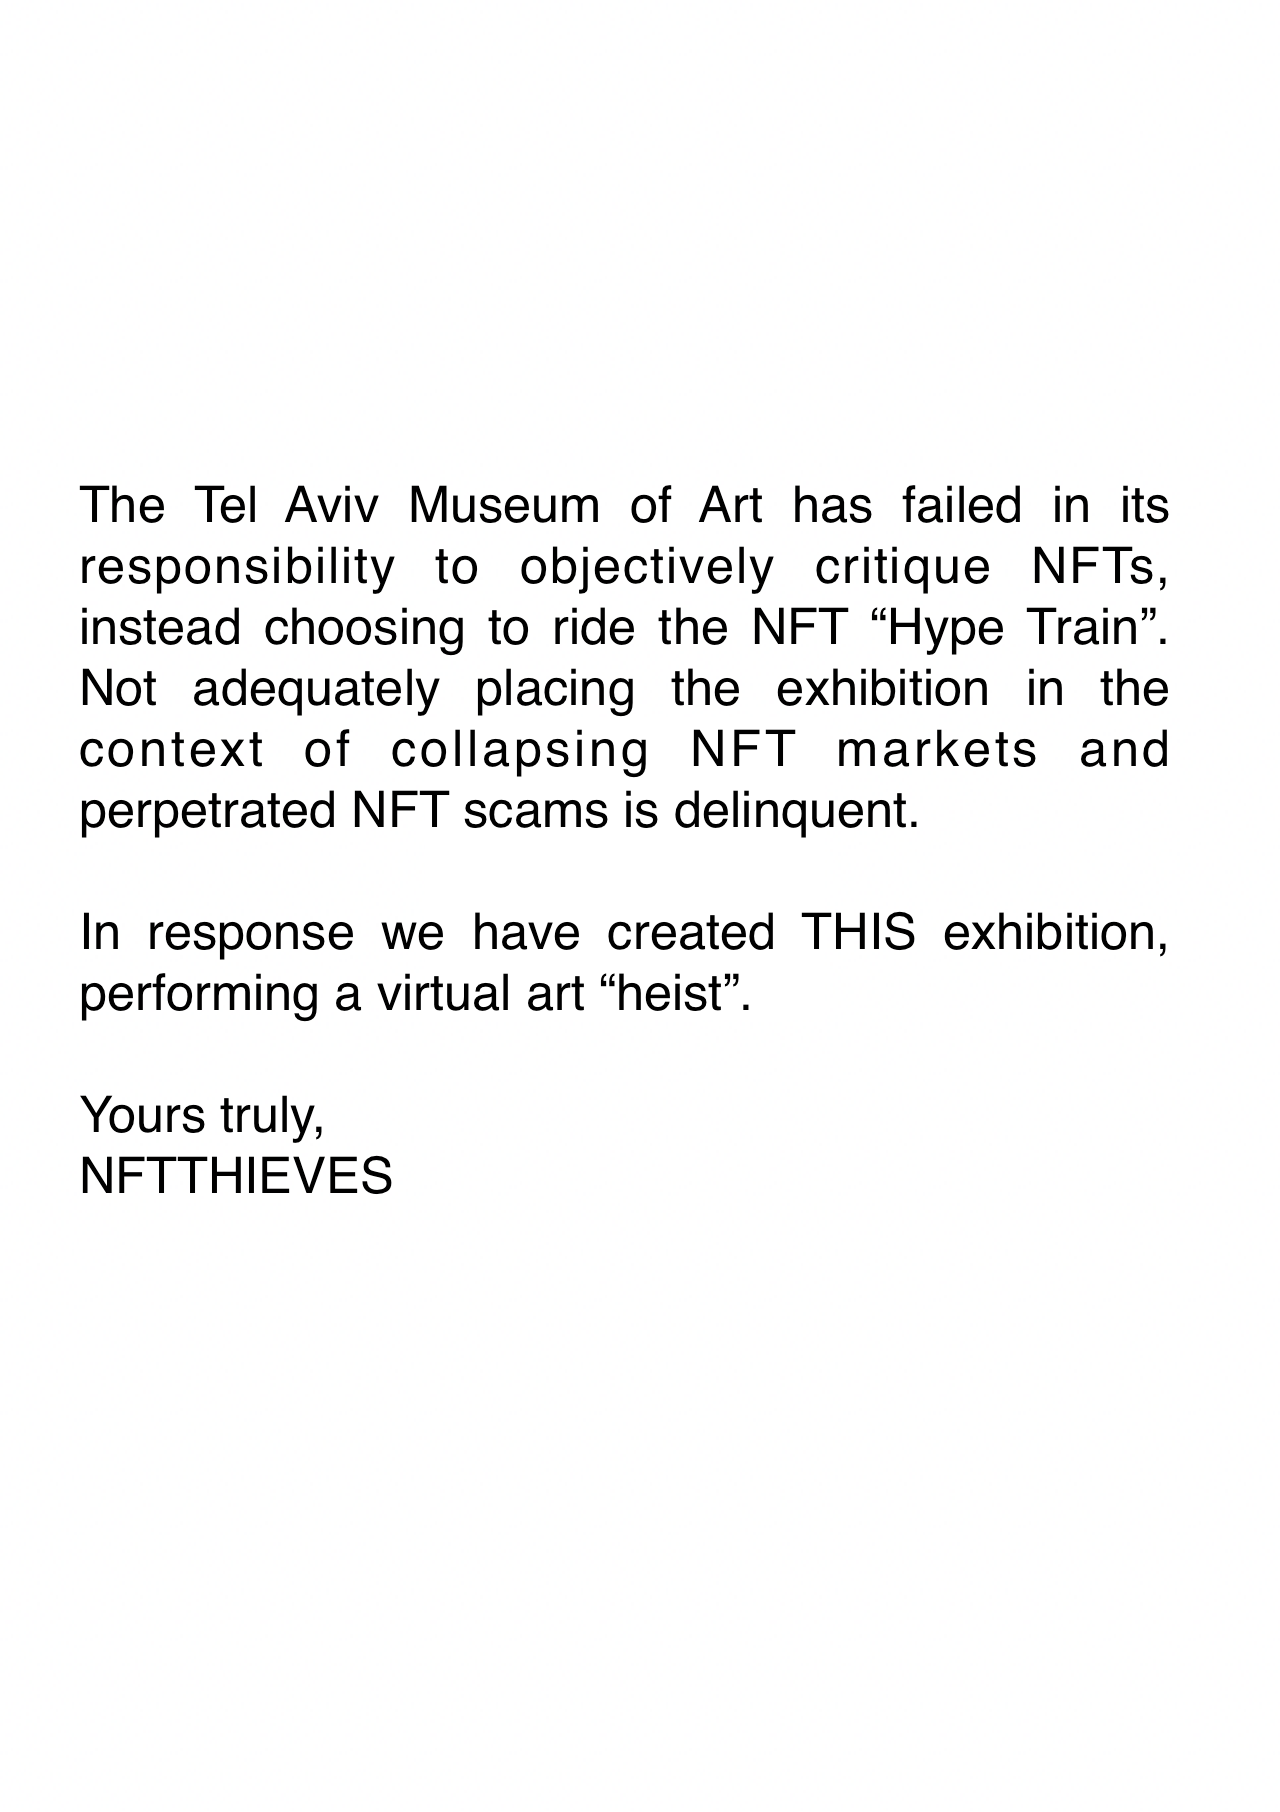 The Tel Aviv Museum of Art has failed in its
responsibility to objectively critique NFTs,
instead choosing to ride the NFT “Hype Train”.
Not adequately placing the exhibition in the
context of collapsing NFT markets and
perpetrated NFT scams is delinquent.
In response we have created THIS exhibition,
performing a virtual art “heist”.
Yours truly,
NFTTHIEVES